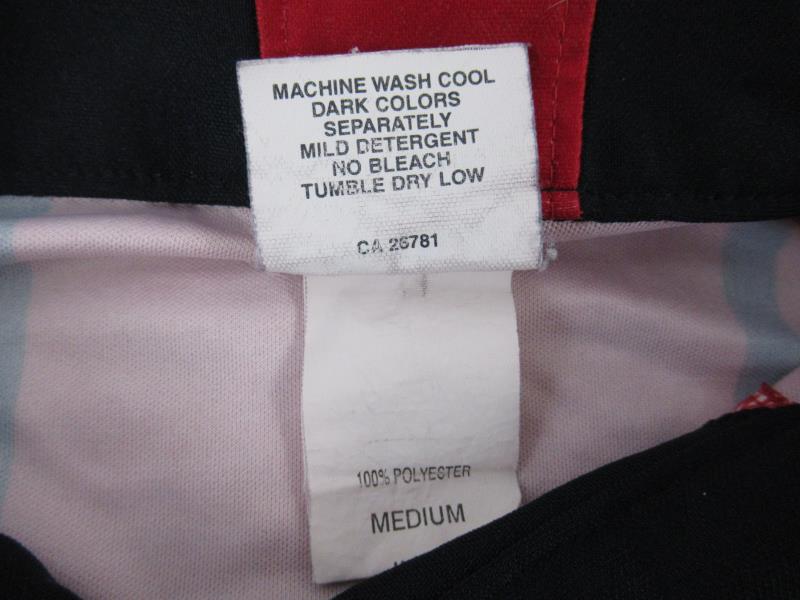 MACHINE WASH COOL
DARK COLORS
SEPARATELY
MILD DETERGENT
NO BLEACH
TUMBLE DRY LOW
CA 26781
100% POLYESTER
MEDIUM